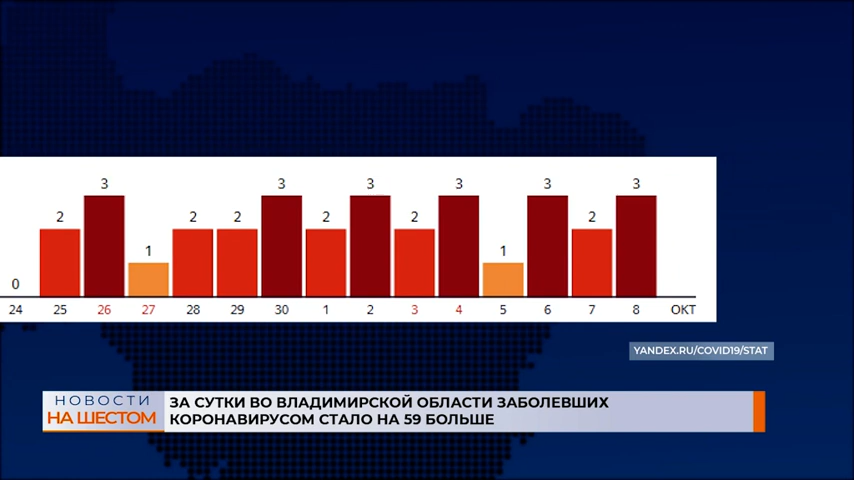 3 3 3 3 3 3
2 2 2 2 2 2
1 1
0
24 25 26 27 28 29 30 1 2 3 4 5 6 7 8 ОКТ
YANDEX.RU/COVID19/STAT
НОВОСТИ
НА ШЕСТОМ
ЗА СУТКИ ВО ВЛАДИМИРСКОЙ ОБЛАСТИ ЗАБОЛЕВШИХ
КОРОНАВИРУСОМ СТАЛО НА 59 БОЛЬШЕ